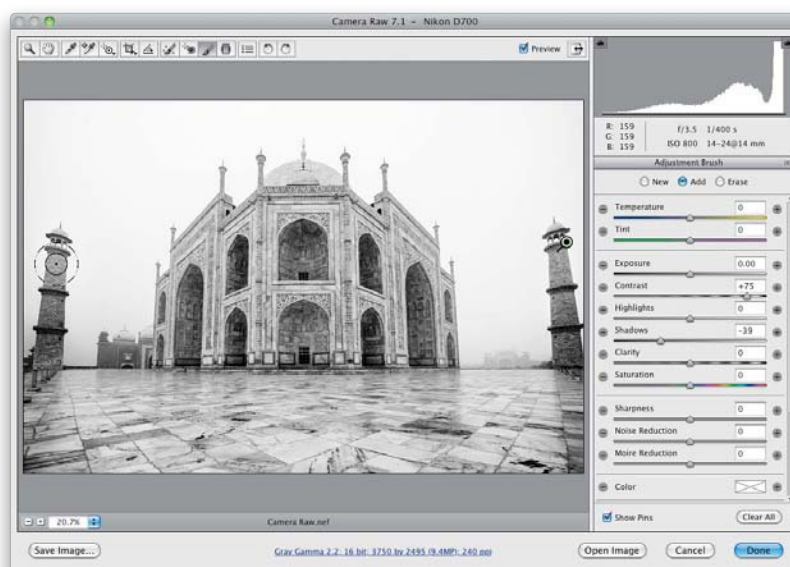 Camera Raw 7.1 – Nikon D700
Preview
R: 159
G: 159
B: 159
f/3.5 1/400 s
ISO 800 14-24@14 mm
Adjustment Brush
New Add Erase
Temperature 0
Tint 0
Exposure 0.00
Contrast +75
Highlights 0
Shadows -39
Clarity 0
Saturation 0
Sharpness 0
Noise Reduction 0
Moire Reduction 0
Color
Show Pins Clear All
20.7% Camera Raw.nef
Save Image... Gray Gamma 2.2; 16 bit; 3750 by 2495 (9.4MP); 240 ppi Open Image Cancel Done